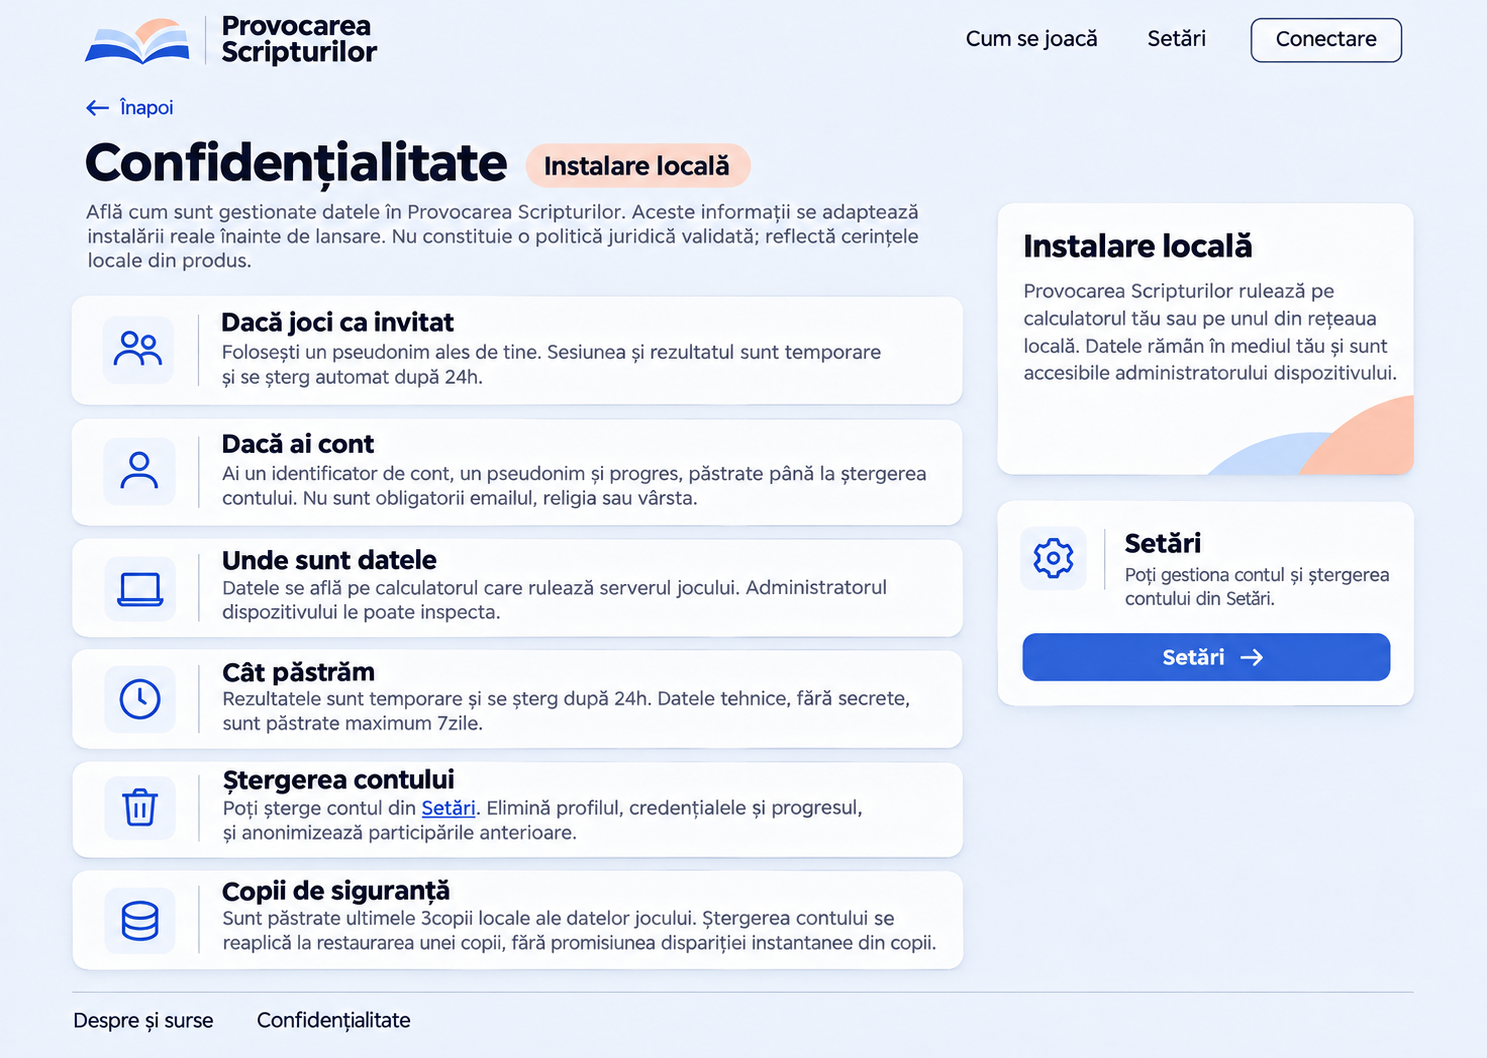 Provocarea
Scripturilor
Cum se joacă
Setări
Conectare
← Înapoi
Confidențialitate
Instalare locală
Află cum sunt gestionate datele în Provocarea Scripturilor. Aceste informații se adaptează
instalării reale înainte de lansare. Nu constituie o politică juridică validată; reflectă cerințele
locale din produs.
Dacă joci ca invitat
Folosești un pseudonim ales de tine. Sesiunea și rezultatul sunt temporare
și se șterg automat după 24h.
Dacă ai cont
Ai un identificator de cont, un pseudonim și progres, păstrate până la ștergerea
contului. Nu sunt obligatorii emailul, religia sau vârsta.
Unde sunt datele
Datele se află pe calculatorul care rulează serverul jocului. Administratorul
dispozitivului le poate inspecta.
Cât păstrăm
Rezultatele sunt temporare și se șterg după 24h. Datele tehnice, fără secrete,
sunt păstrate maximum 7zile.
Ștergerea contului
Poți șterge contul din Setări. Elimină profilul, credențialele și progresul,
și anonimizează participările anterioare.
Copii de siguranță
Sunt păstrate ultimele 3copii locale ale datelor jocului. Ștergerea contului se
reaplică la restaurarea unei copii, fără promisiunea dispariției instantanee din copii.
Instalare locală
Provocarea Scripturilor rulează pe
calculatorul tău sau pe unul din rețeaua
locală. Datele rămân în mediul tău și sunt
accesibile administratorului dispozitivului.
Setări
Poți gestiona contul și ștergerea
contului din Setări.
Setări →
Despre și surse
Confidențialitate